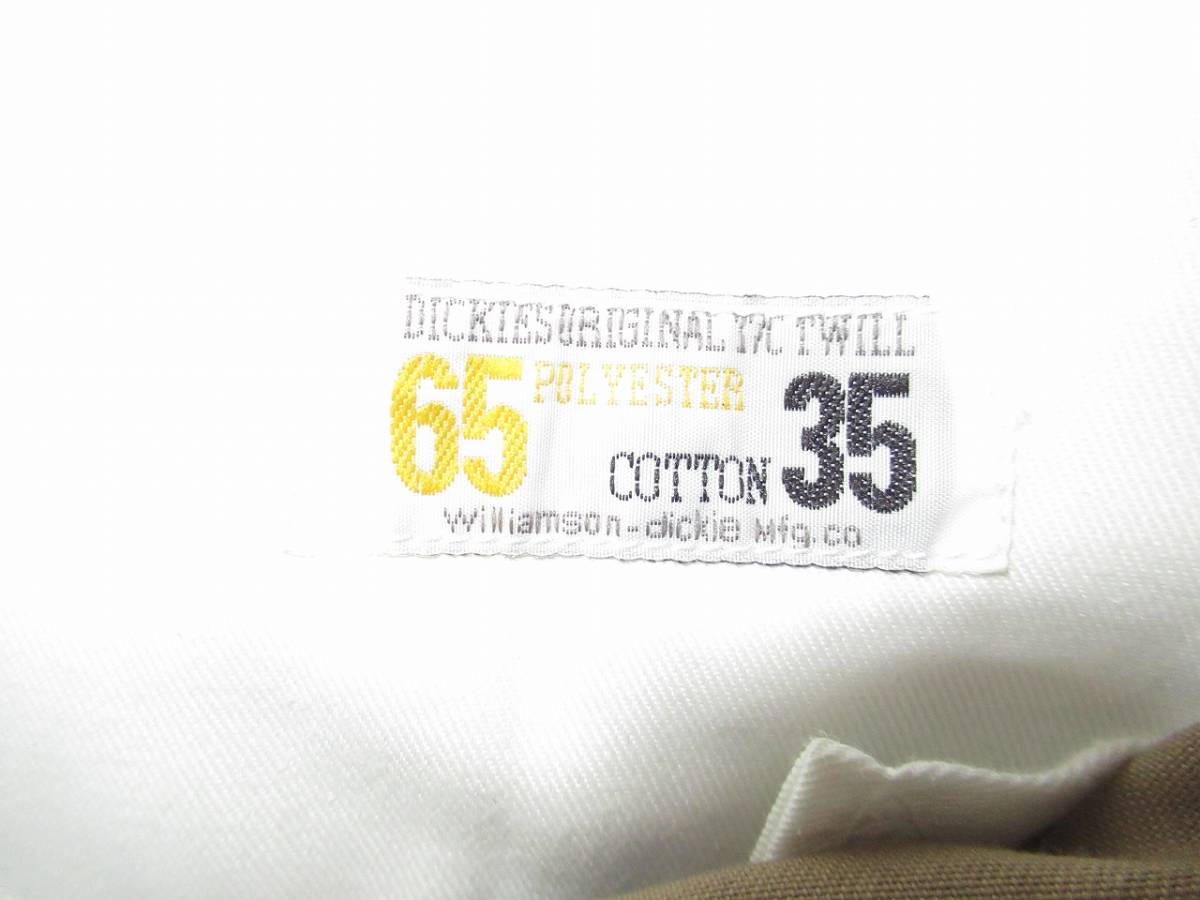 DICKIES ORIGINAL T/C TWILL
65 POLYESTER
COTTON 35
Williamson-dickie Mfg.co